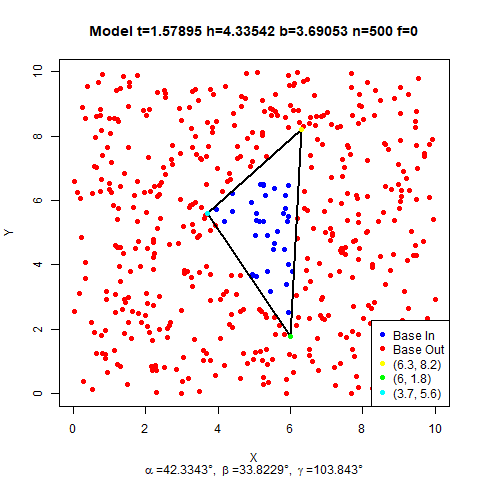 Model t=1.57895 h=4.33542 b=3.69053 n=500 f=0
10
8
6
4
2
0
Y
0 2 4 6 8 10
Base In
Base Out
(6.3, 8.2)
(6, 1.8)
(3.7, 5.6)
X
α=42.3343°, β=33.8229°, γ=103.843°